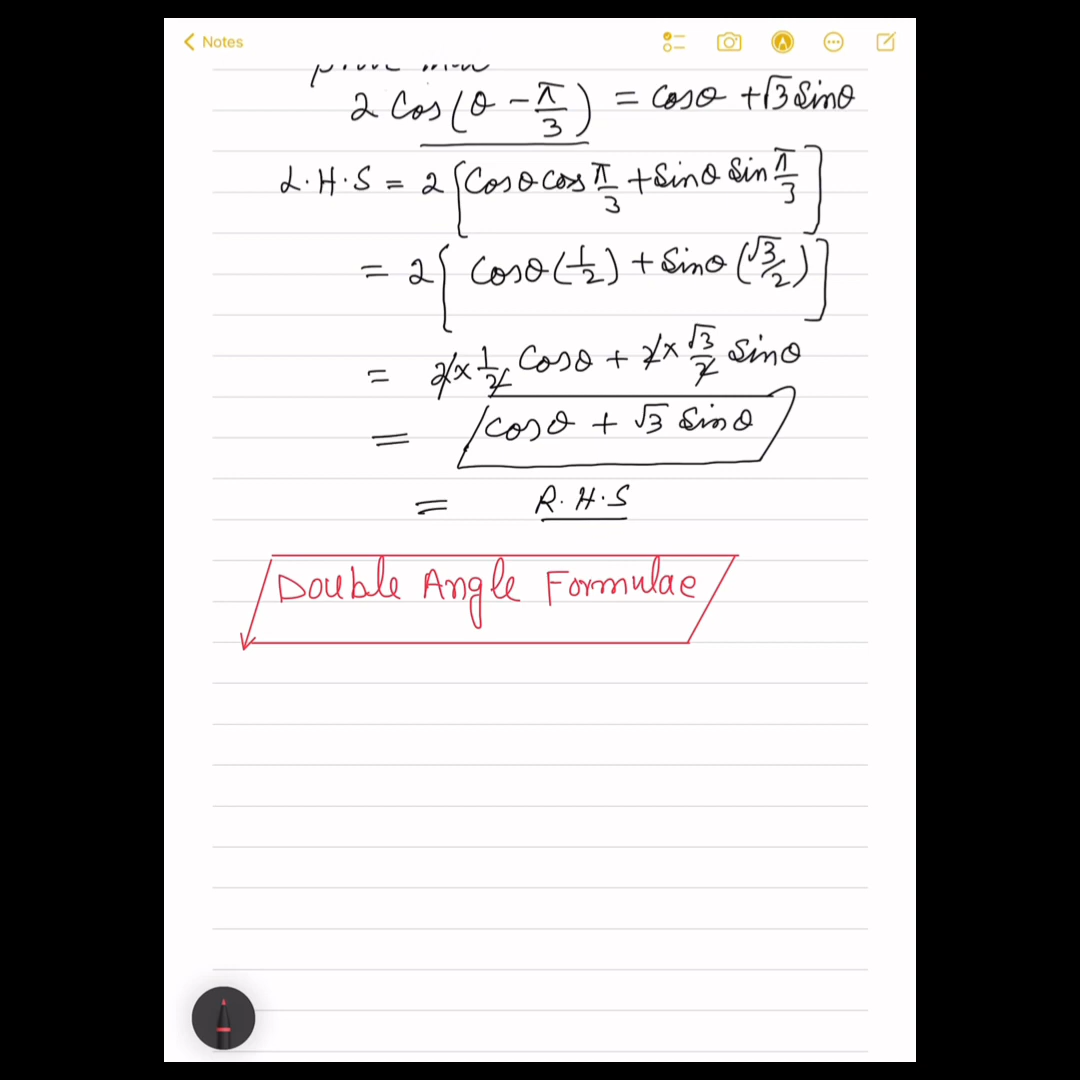 Notes
2 Cos(θ - π/3) = Cosθ + √3 Sinθ
L.H.S = 2[Cosθ Cos π/3 + Sinθ Sin π/3]
= 2[Cosθ(1/2) + Sinθ(√3/2)]
= 2 × 1/2 Cosθ + 2 × √3/2 Sinθ
= Cosθ + √3 Sinθ
= R.H.S
Double Angle Formulae